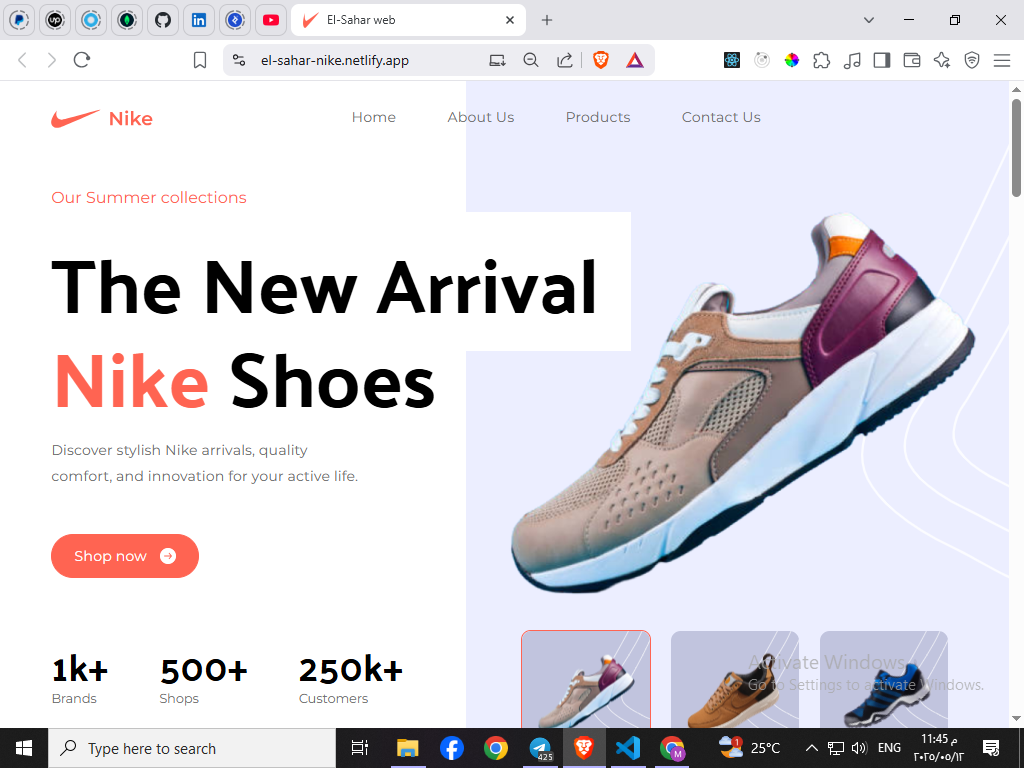 El-Sahar web
el-sahar-nike.netlify.app
Nike
Home
About Us
Products
Contact Us
Our Summer collections
The New Arrival
Nike Shoes
Discover stylish Nike arrivals, quality
comfort, and innovation for your active life.
Shop now
1k+
Brands
500+
Shops
250k+
Customers
Activate Windows
Go to Settings to activate Windows.
Type here to search
425
M
1
25°C
ENG
11:45 م
٢٠٢٥/٠٥/١٢